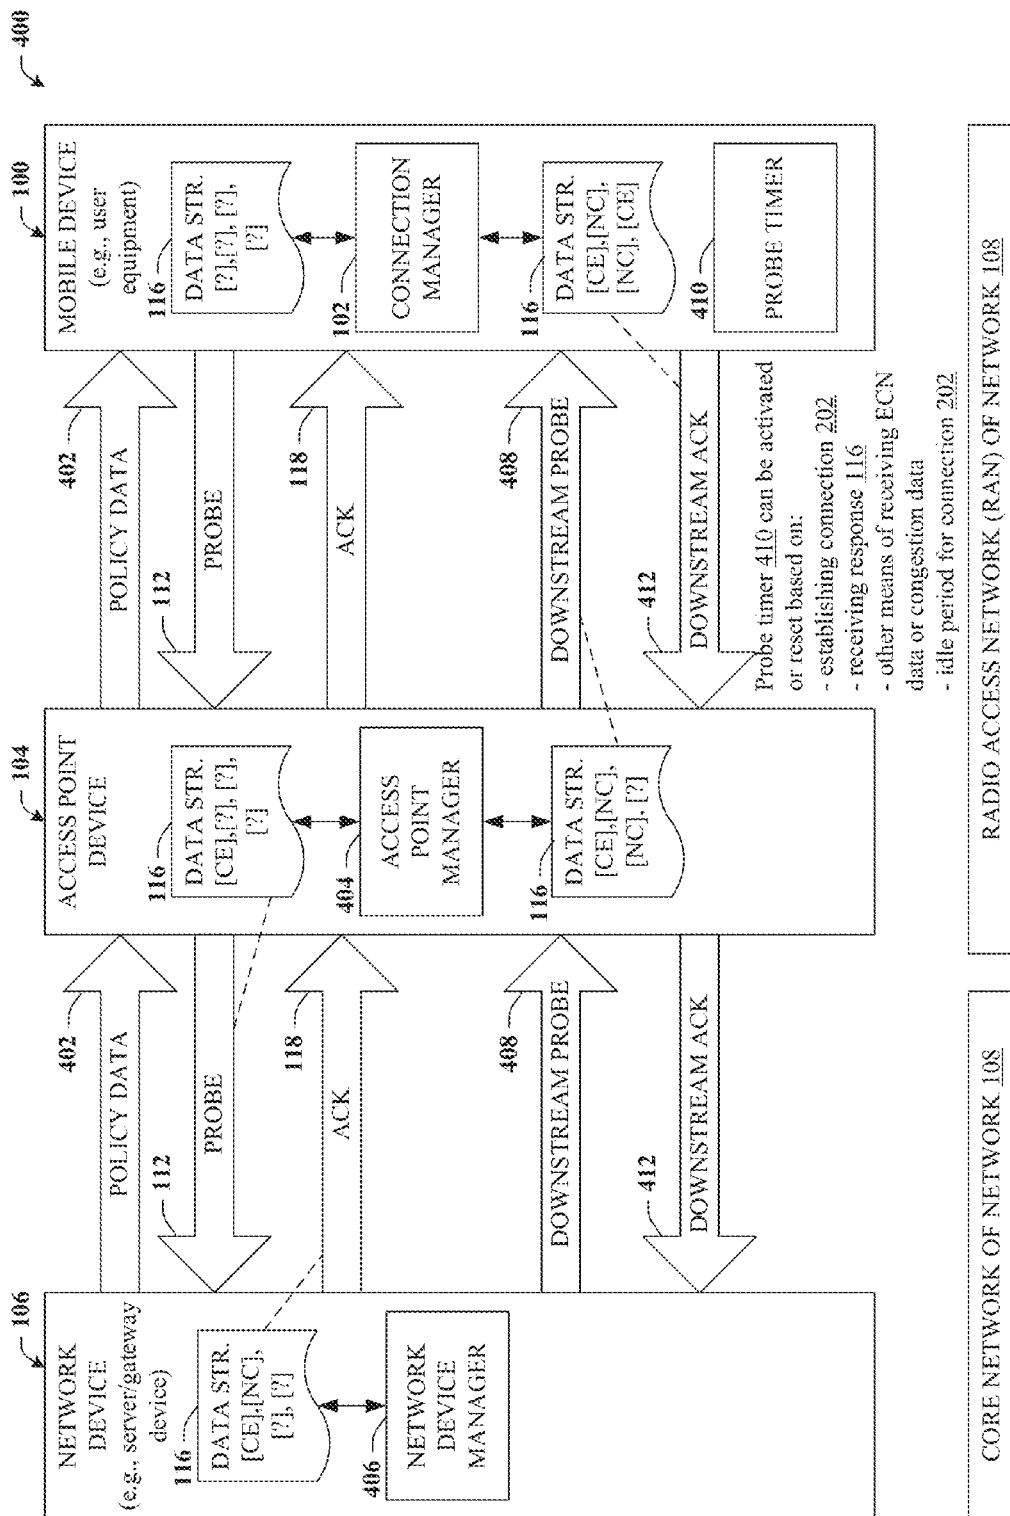 400
106
NETWORK
DEVICE
(e.g., server/gateway
device)
116
DATA STR.
[CE],[NC],
[?], [?]
406
NETWORK
DEVICE
MANAGER
402
POLICY DATA
112
PROBE
118
ACK
408
DOWNSTREAM PROBE
412
DOWNSTREAM ACK
104
ACCESS POINT
DEVICE
116
DATA STR.
[CE],[?], [?],
[?]
404
ACCESS
POINT
MANAGER
116
DATA STR.
[CE],[NC],
[NC], [?]
402
POLICY DATA
112
PROBE
118
ACK
408
DOWNSTREAM PROBE
DOWNSTREAM ACK
412
Probe timer 410 can be activated
or reset based on:
- establishing connection 202
- receiving response 116
- other means of receiving ECN
data or congestion data
- idle period for connection 202
100
MOBILE DEVICE
(e.g., user
equipment)
116
DATA STR.
[?],[?], [?],
[?]
102
CONNECTION
MANAGER
116
DATA STR.
[CE],[NC],
[NC], [CE]
410
PROBE TIMER
CORE NETWORK OF NETWORK 108
RADIO ACCESS NETWORK (RAN) OF NETWORK 108